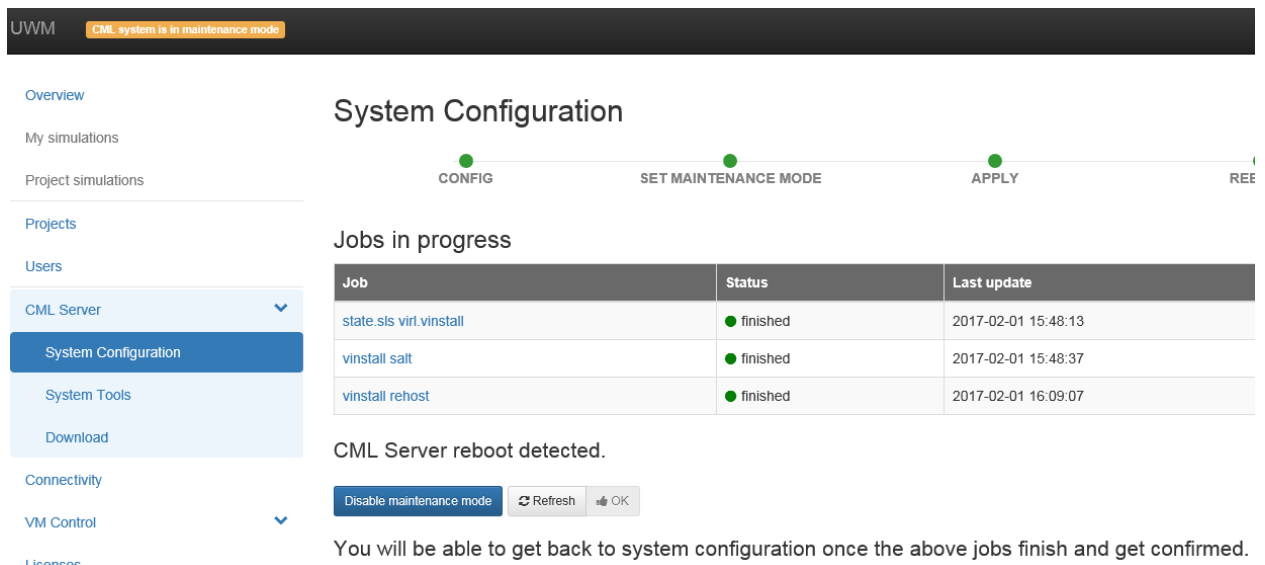 UWM CML system is in maintenance mode
Overview
My simulations
Project simulations
Projects
Users
CML Server
System Configuration
System Tools
Download
Connectivity
VM Control
Licenses
System Configuration
CONFIG SET MAINTENANCE MODE APPLY REE
Jobs in progress
Job Status Last update
state.sls virl.vinstall finished 2017-02-01 15:48:13
vinstall salt finished 2017-02-01 15:48:37
vinstall rehost finished 2017-02-01 16:09:07
CML Server reboot detected.
Disable maintenance mode Refresh OK
You will be able to get back to system configuration once the above jobs finish and get confirmed.